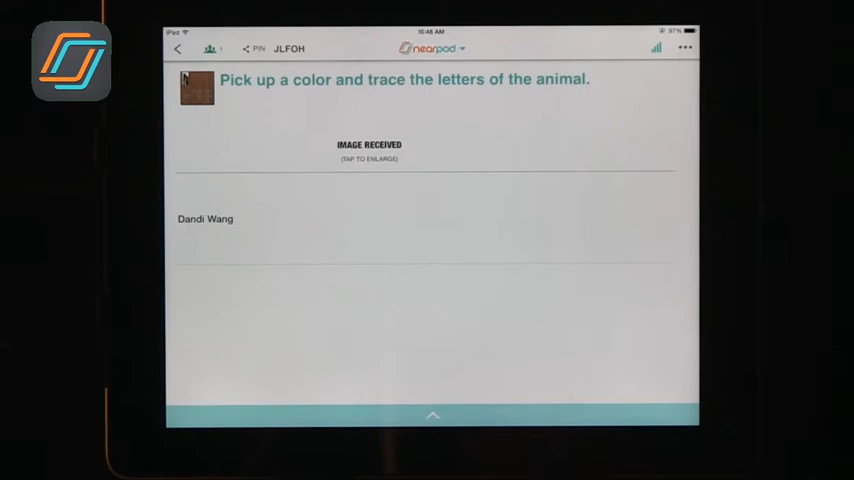 iPad
10:46 AM
97%
1
PIN JLFOH
nearpod
Pick up a color and trace the letters of the animal.
IMAGE RECEIVED
(TAP TO ENLARGE)
Dandi Wang